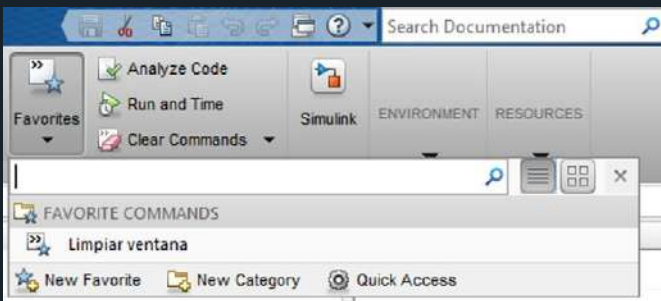 Search Documentation
Favorites
Analyze Code
Run and Time
Clear Commands
Simulink
ENVIRONMENT
RESOURCES
FAVORITE COMMANDS
Limpiar ventana
New Favorite
New Category
Quick Access